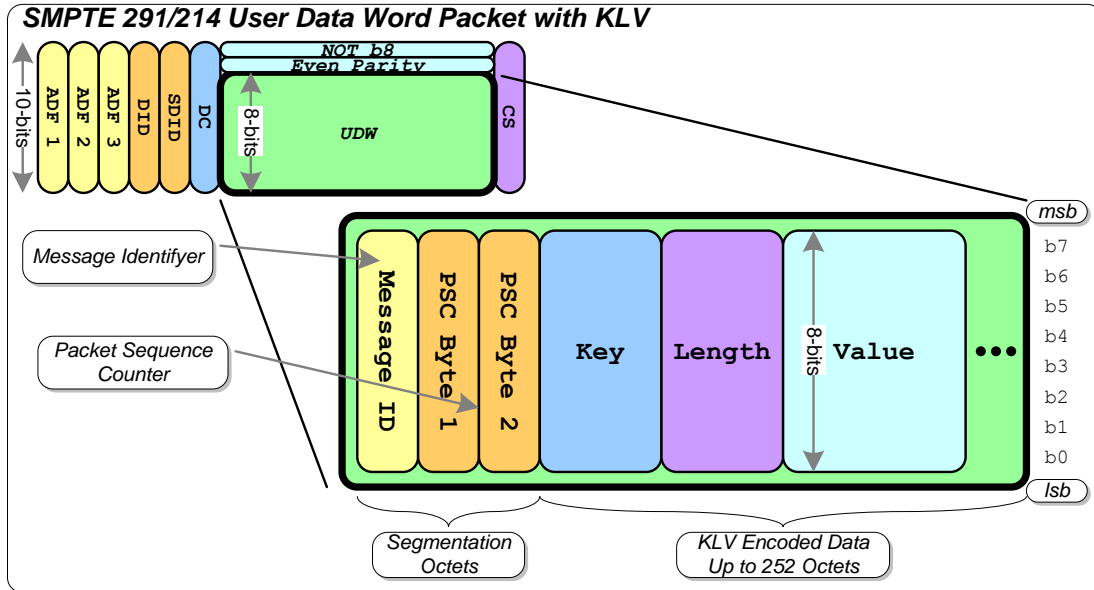 SMPTE 291/214 User Data Word Packet with KLV
10-bits
ADF 1
ADF 2
ADF 3
DID
SDID
DC
NOT b8
Even Parity
8-bits
UDW
CS
msb
Message Identifyer
Message ID
PSC Byte 1
PSC Byte 2
Key
Length
8-bits
Value
•••
b7
b6
b5
b4
b3
b2
b1
b0
Packet Sequence
Counter
lsb
Segmentation
Octets
KLV Encoded Data
Up to 252 Octets